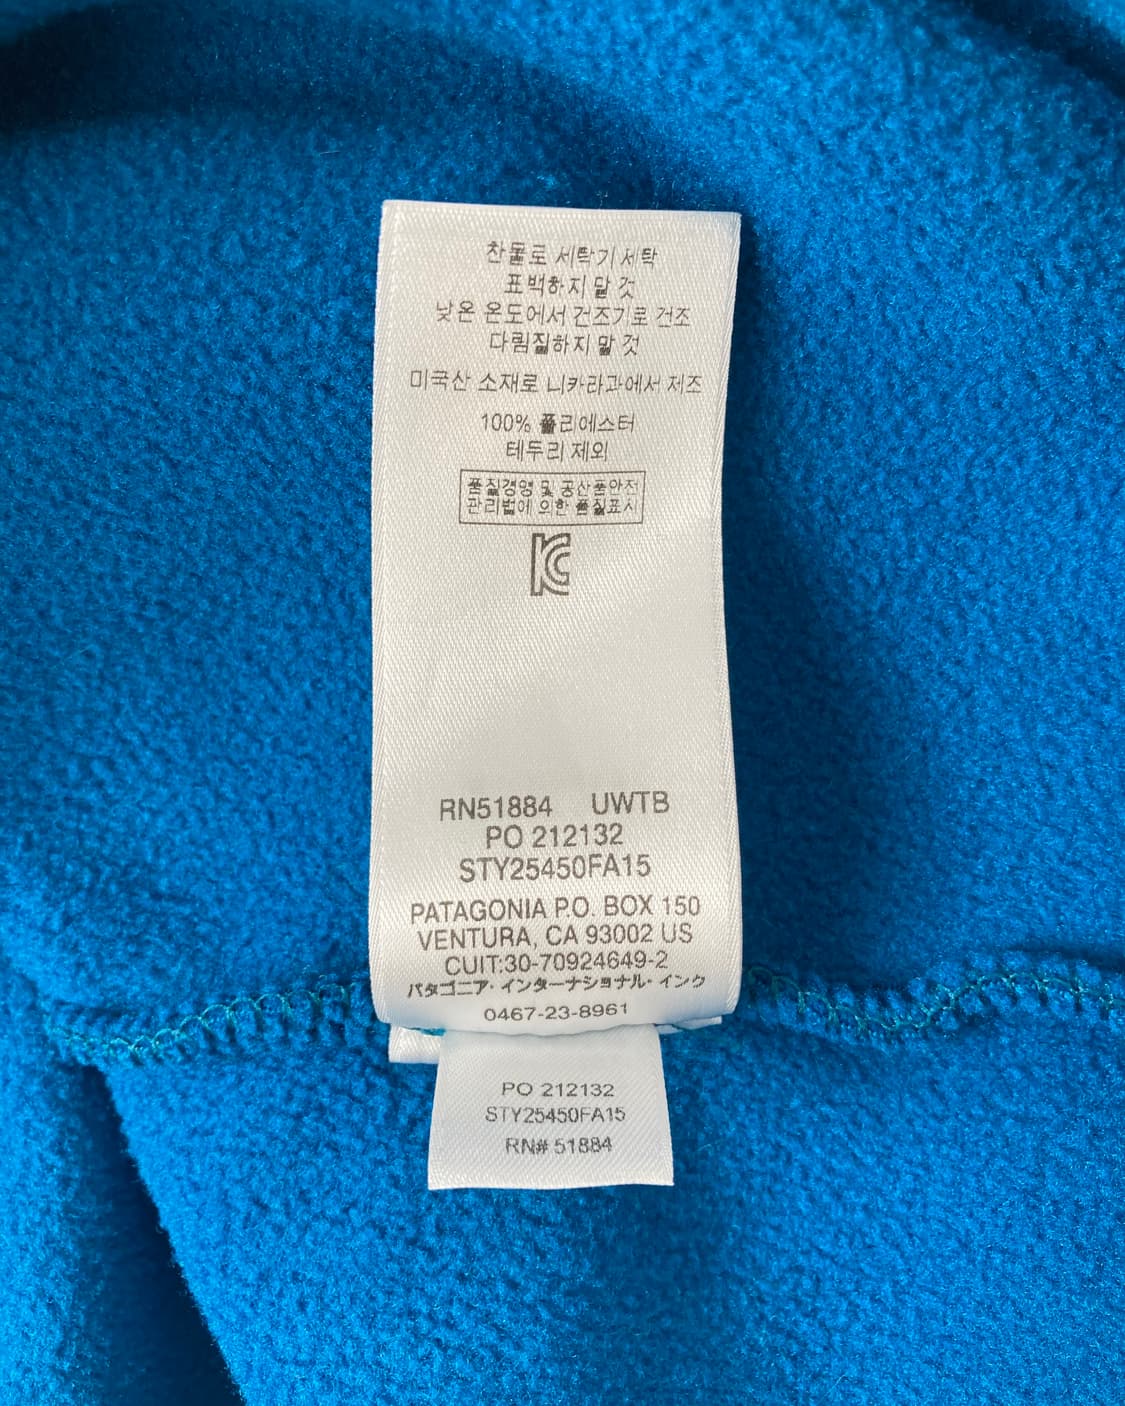 찬물로 세탁기 세탁
표백하지 말 것
낮은 온도에서 건조기로 건조
다림질하지 말 것
미국산 소재로 니카라과에서 제조
100% 폴리에스터
테두리 제외
품질경영 및 공산품안전
관리법에 의한 품질표시
KC
RN51884 UWTB
PO 212132
STY25450FA15
PATAGONIA P.O. BOX 150
VENTURA, CA 93002 US
CUIT:30-70924649-2
パタゴニア・インターナショナル・インク
0467-23-8961
PO 212132
STY25450FA15
RN# 51884